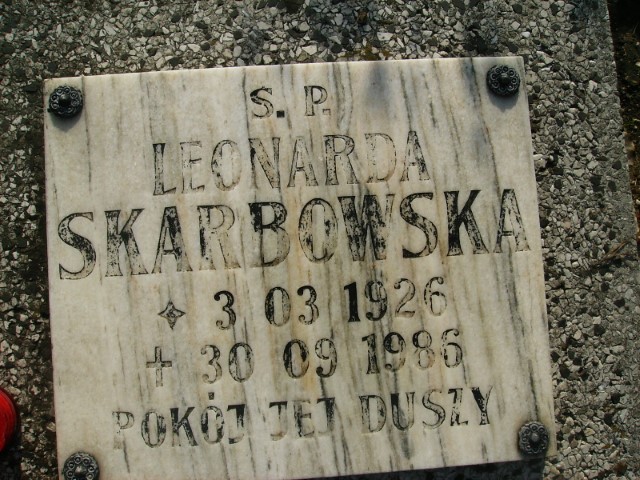 S. P.
LEONARDA
SKARBOWSKA
3 03 1926
30 09 1986
POKÓJ JEJ DUSZY